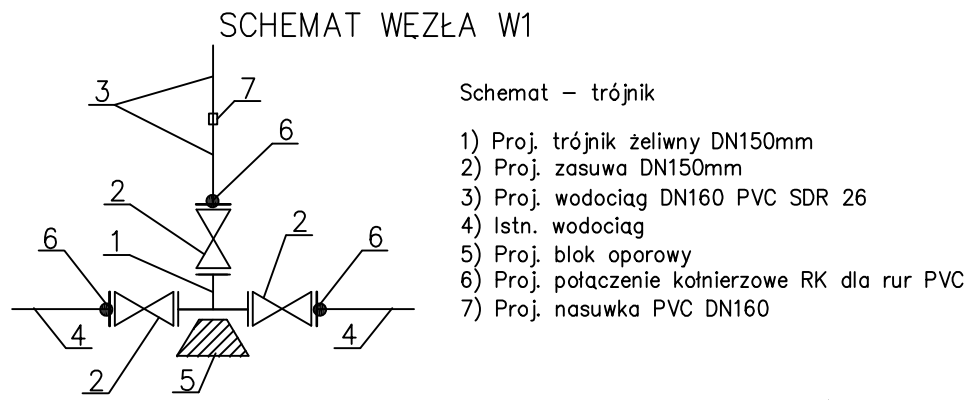 SCHEMAT WĘZŁA W1
3
7
6
2
2
6
1
6
4
4
2
5
Schemat – trójnik
1) Proj. trójnik żeliwny DN150mm
2) Proj. zasuwa DN150mm
3) Proj. wodociąg DN160 PVC SDR 26
4) Istn. wodociąg
5) Proj. blok oporowy
6) Proj. połączenie kołnierzowe RK dla rur PVC
7) Proj. nasuwka PVC DN160